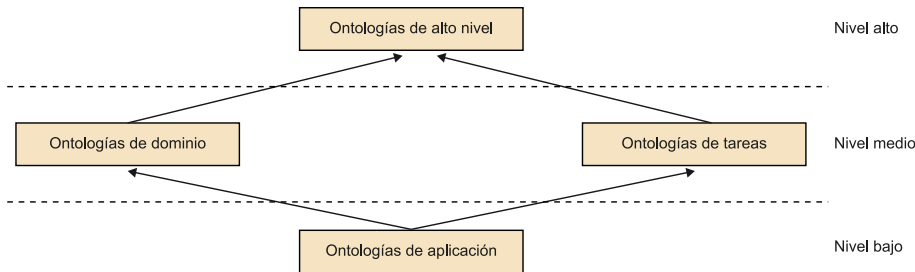 Ontologías de alto nivel
Nivel alto
Ontologías de dominio
Ontologías de tareas
Nivel medio
Ontologías de aplicación
Nivel bajo